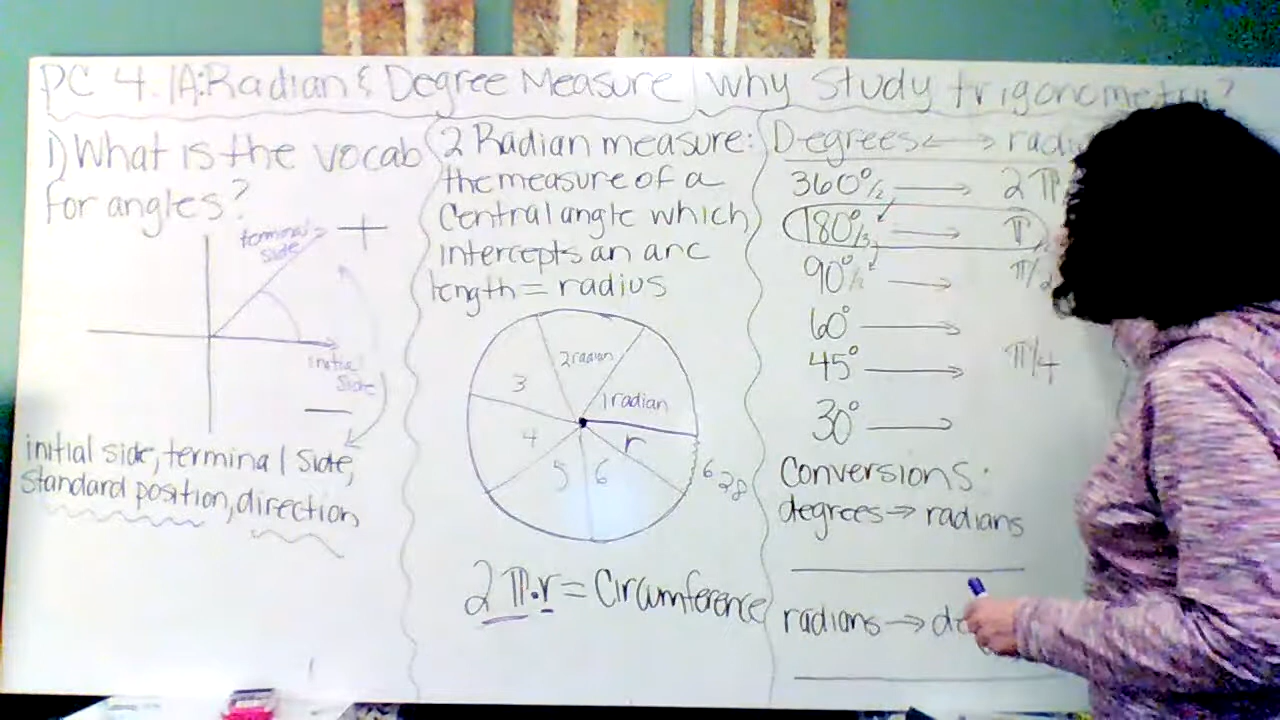 PC 4.1A: Radian & Degree Measure
Why Study trigonometry?
1) What is the vocab
for angles?
terminal
side
+
initial
side
—
initial side, terminal side,
standard position, direction
2 Radian measure:
the measure of a
Central angle which
intercepts an arc
length = radius
2 radian
1 radian
3
4
5
6
r
6 28
2π·r = Circumference
Degrees ←→
360°/2 → 2π
180°/3 → π
90°/2 → π/2
60° →
45° → π/4
30° →
Conversions:
degrees → radians
radians →